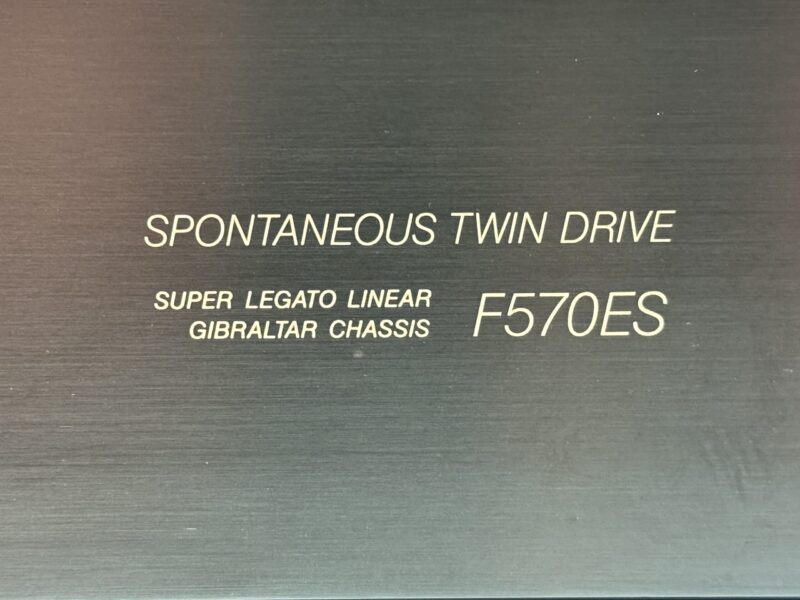 SPONTANEOUS TWIN DRIVE
SUPER LEGATO LINEAR
GIBRALTAR CHASSIS F570ES